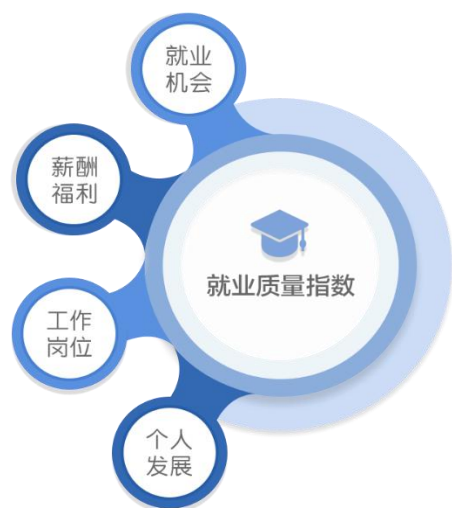 就业
机会
薪酬
福利
就业质量指数
工作
岗位
个人
发展